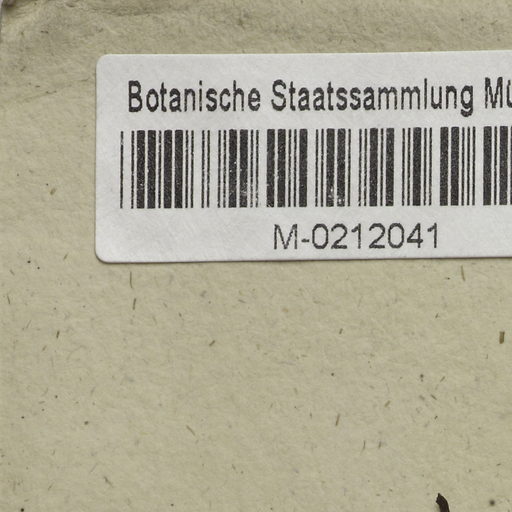 Botanische Staatssammlung Mü
M-0212041